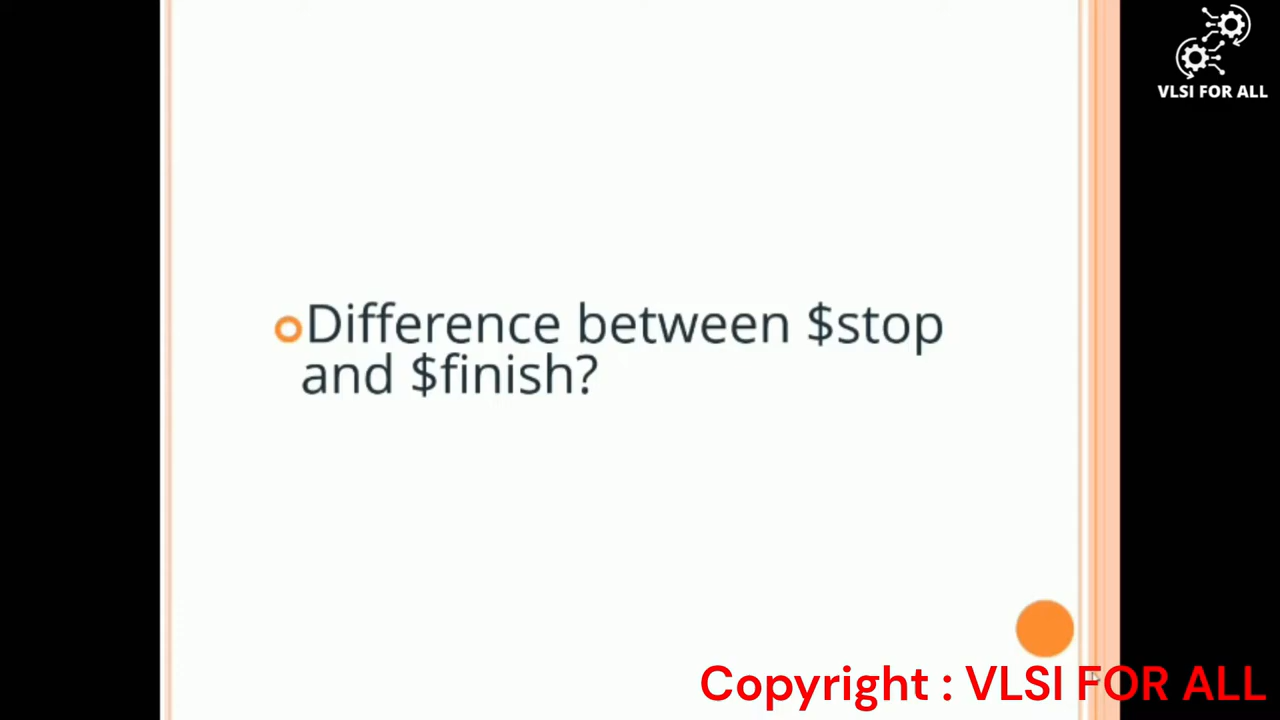 VLSI FOR ALL
Difference between $stop
and $finish?
Copyright : VLSI FOR ALL